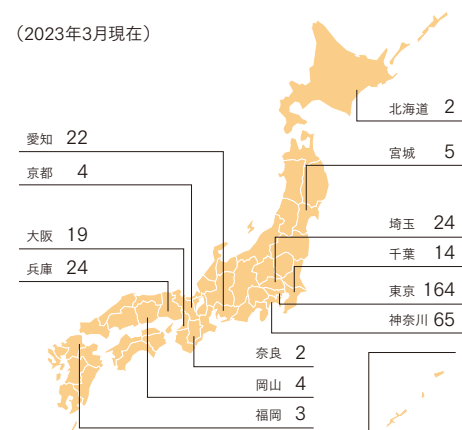 （2023年3月現在）
北海道 2
愛知 22
宮城 5
京都 4
埼玉 24
大阪 19
千葉 14
兵庫 24
東京 164
神奈川 65
奈良 2
岡山 4
福岡 3